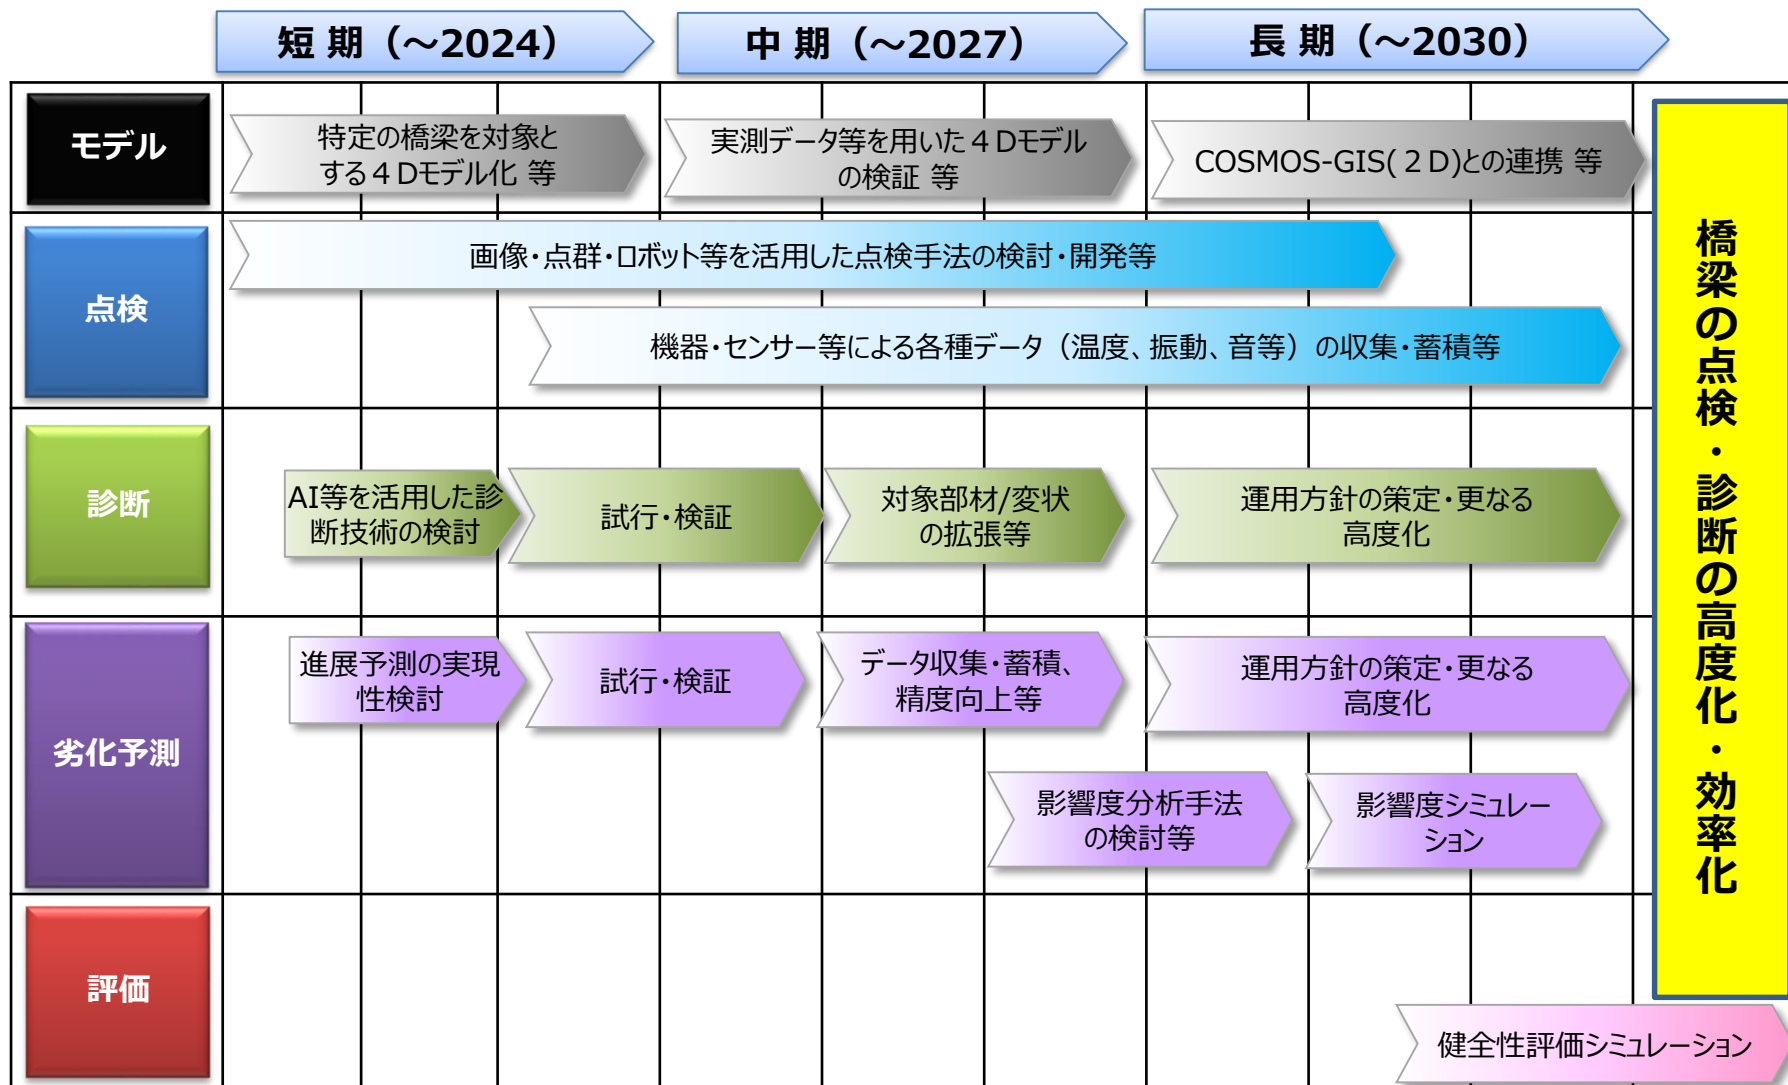 短 期（～2024）
中 期（～2027）
長 期（～2030）
モデル
特定の橋梁を対象と
する４Dモデル化 等
実測データ等を用いた４Dモデル
の検証 等
COSMOS-GIS(２D)との連携 等
点検
画像・点群・ロボット等を活用した点検手法の検討・開発等
機器・センサー等による各種データ（温度、振動、音等）の収集・蓄積等
診断
AI等を活用した診
断技術の検討
試行・検証
対象部材/変状
の拡張等
運用方針の策定・更なる
高度化
劣化予測
進展予測の実現
性検討
試行・検証
データ収集・蓄積、
精度向上等
運用方針の策定・更なる
高度化
影響度分析手法
の検討等
影響度シミュレー
ション
評価
健全性評価シミュレーション
橋梁の点検・診断の高度化・効率化